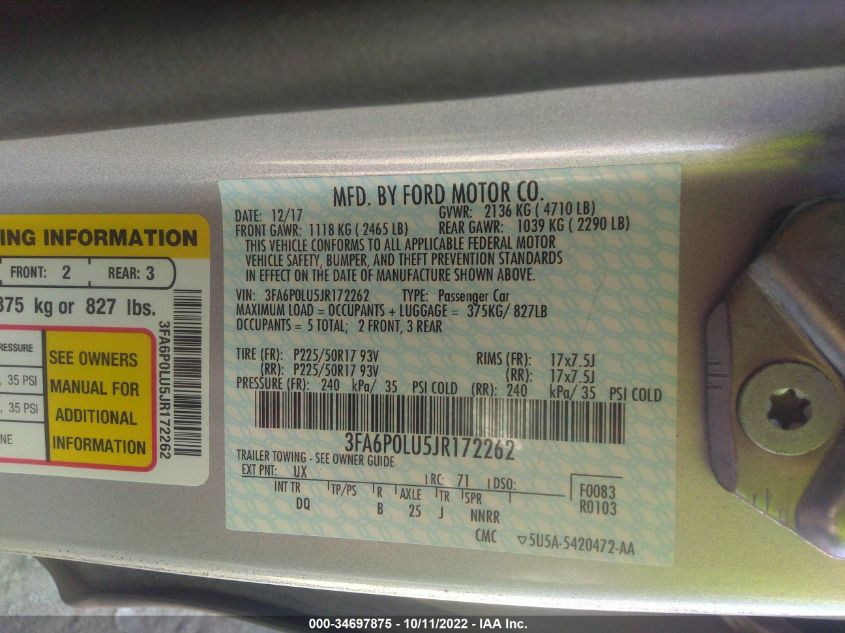 MFD. BY FORD MOTOR CO.
DATE: 12/17 GVWR: 2136 KG ( 4710 LB)
FRONT GAWR: 1118 KG ( 2465 LB) REAR GAWR: 1039 KG ( 2290 LB)
THIS VEHICLE CONFORMS TO ALL APPLICABLE FEDERAL MOTOR
VEHICLE SAFETY, BUMPER, AND THEFT PREVENTION STANDARDS
IN EFFECT ON THE DATE OF MANUFACTURE SHOWN ABOVE.
VIN: 3FA6P0LU5JR172262 TYPE: Passenger Car
MAXIMUM LOAD = OCCUPANTS + LUGGAGE = 375KG/ 827LB
OCCUPANTS = 5 TOTAL; 2 FRONT, 3 REAR
TIRE (FR): P225/50R17 93V RIMS (FR): 17x7.5J
(RR): P225/50R17 93V (RR): 17x7.5J
PRESSURE (FR): 240 kPa/ 35 PSI COLD (RR): 240 kPa/ 35 PSI COLD
3FA6P0LU5JR172262
TRAILER TOWING - SEE OWNER GUIDE
EXT PNT: UX RC: 71 DSO:
INT TR TP/PS R AXLE TR SPR
DQ B 25 J NNRR
F0083
R0103
CMC ▽5U5A-5420472-AA
ING INFORMATION
FRONT: 2 REAR: 3
375 kg or 827 lbs.
RESSURE
, 35 PSI
, 35 PSI
NE
SEE OWNERS
MANUAL FOR
ADDITIONAL
INFORMATION
3FA6P0LU5JR172262
000-34697875 - 10/11/2022 - IAA Inc.